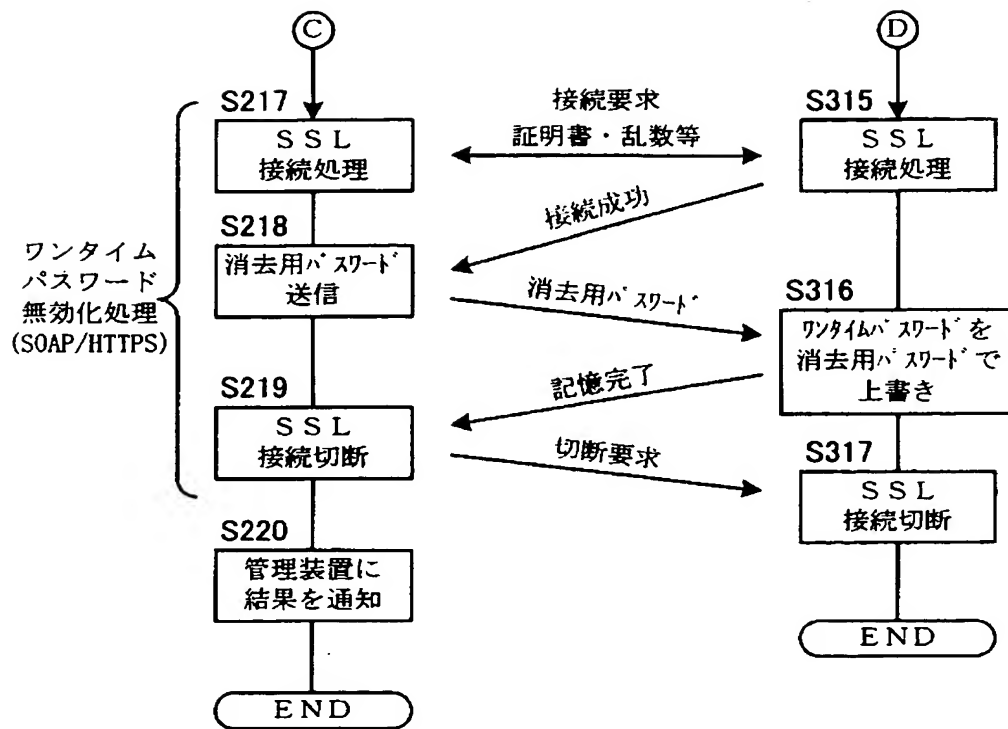 C
D
S217
SSL
接続処理
接続要求
証明書・乱数等
S315
SSL
接続処理
接続成功
S218
消去用パスワード
送信
消去用パスワード
S316
ワンタイムパスワードを
消去用パスワードで
上書き
ワンタイム
パスワード
無効化処理
(SOAP/HTTPS)
記憶完了
S219
SSL
接続切断
切断要求
S317
SSL
接続切断
S220
管理装置に
結果を通知
END
END